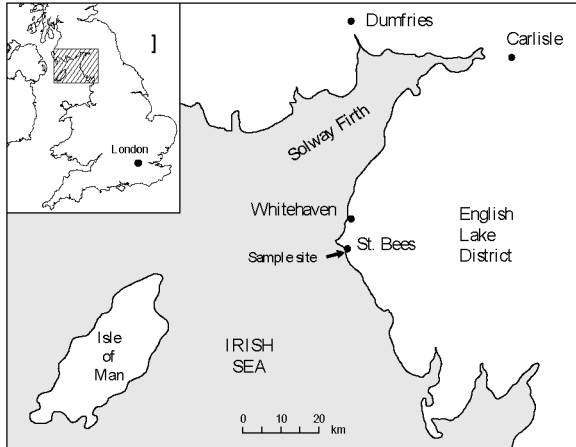 ]
London
Dumfries
Carlisle
Solway Firth
Whitehaven
St. Bees
Sample site
English
Lake
District
Isle
of
Man
IRISH
SEA
0 10 20
km